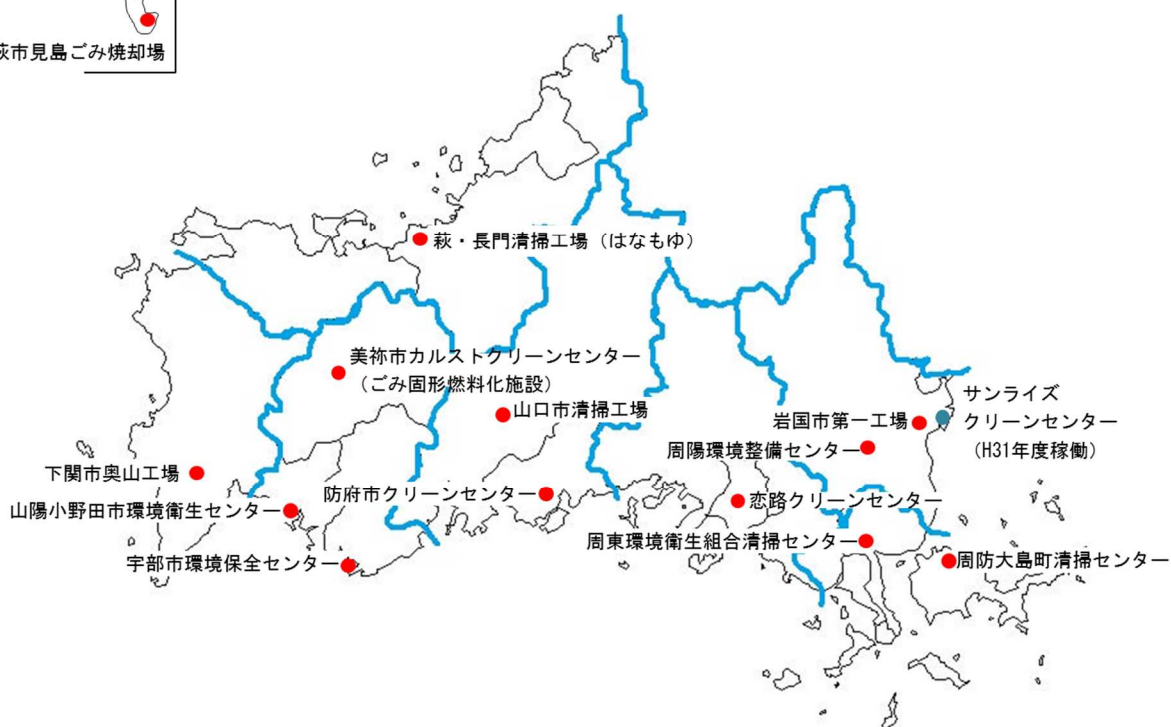 萩市見島ごみ焼却場
萩・長門清掃工場（はなもゆ）
美祢市カルストクリーンセンター
（ごみ固形燃料化施設）
山口市清掃工場
サンライズ
クリーンセンター
（H31年度稼働）
岩国市第一工場
周陽環境整備センター
下関市奥山工場
防府市クリーンセンター
恋路クリーンセンター
山陽小野田市環境衛生センター
周東環境衛生組合清掃センター
宇部市環境保全センター
周防大島町清掃センター